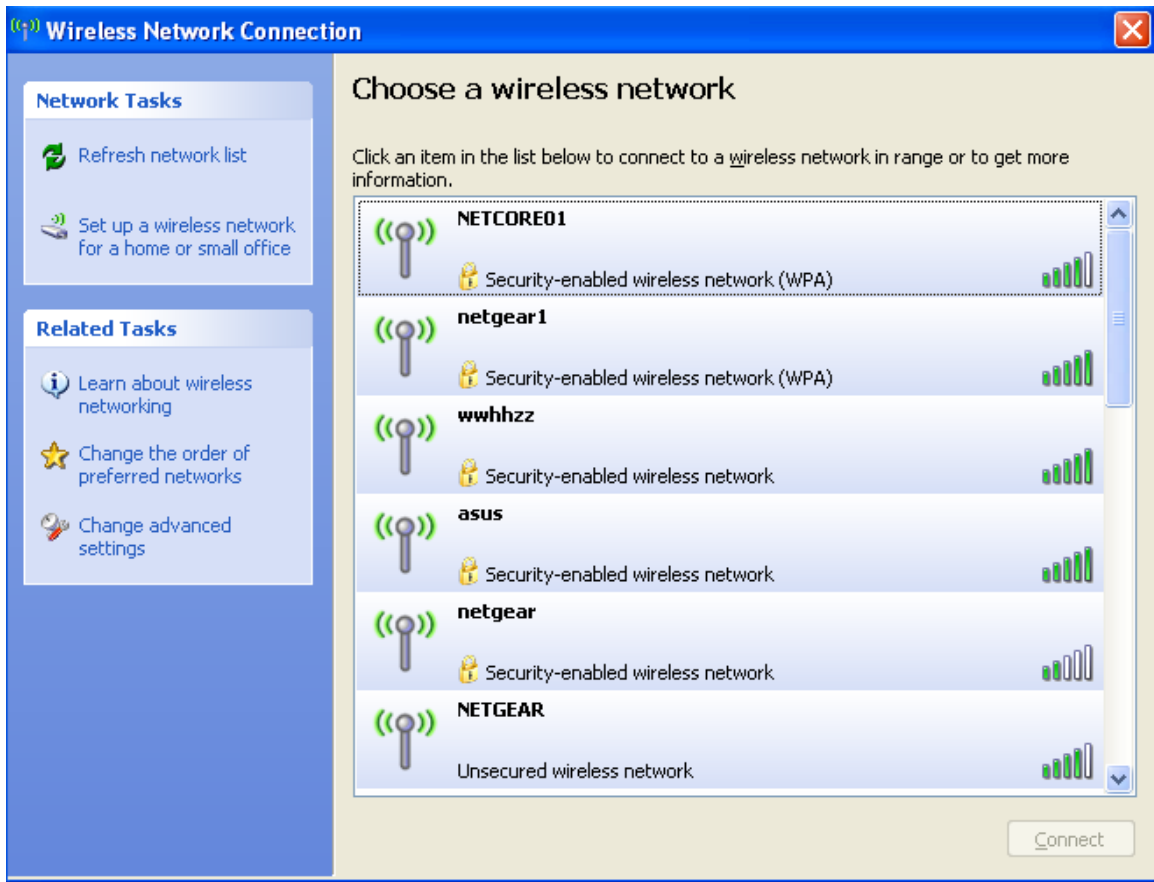 Wireless Network Connection
Network Tasks
Refresh network list
Set up a wireless network
for a home or small office
Related Tasks
Learn about wireless
networking
Change the order of
preferred networks
Change advanced
settings
Choose a wireless network
Click an item in the list below to connect to a wireless network in range or to get more
information.
NETCORE01
Security-enabled wireless network (WPA)
netgear1
Security-enabled wireless network (WPA)
wwhhzz
Security-enabled wireless network
asus
Security-enabled wireless network
netgear
Security-enabled wireless network
NETGEAR
Unsecured wireless network
Connect